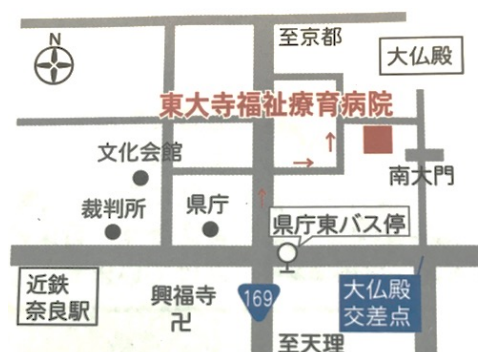 N
至京都
大仏殿
東大寺福祉療育病院
文化会館
南大門
裁判所
県庁
県庁東バス停
近鉄
奈良駅
興福寺
卍
169
大仏殿
交差点
至天理